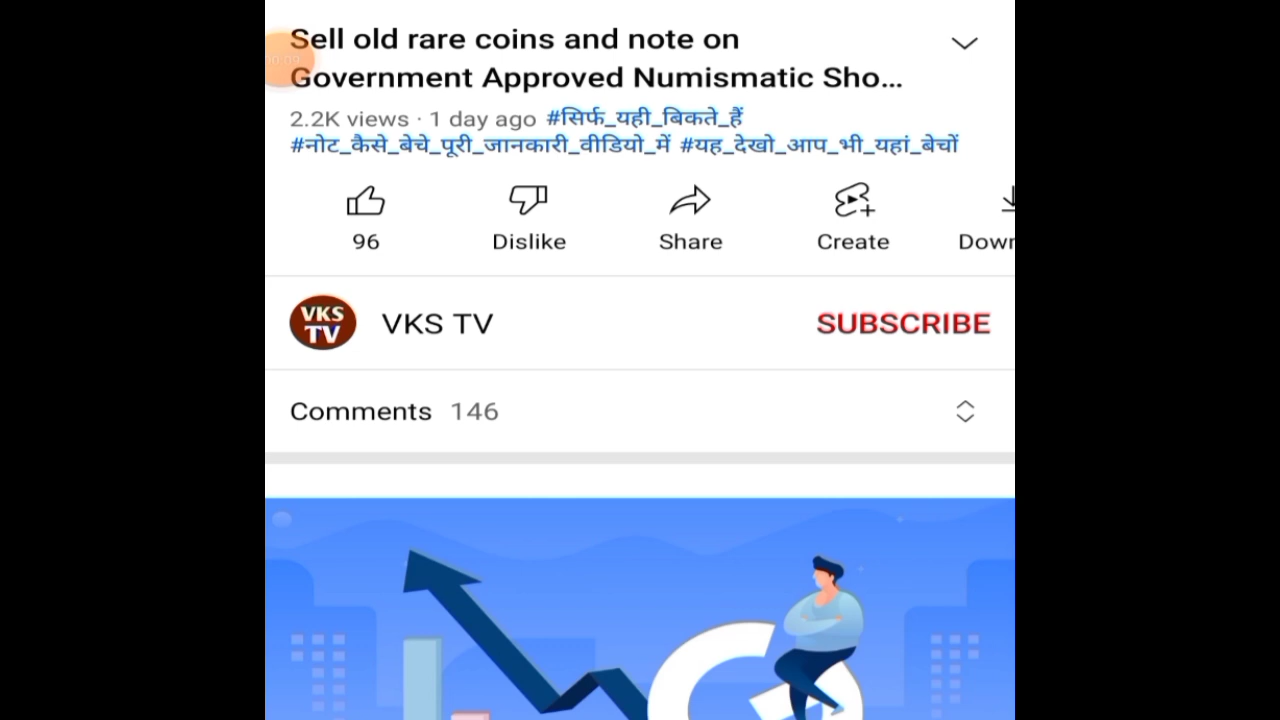 Sell old rare coins and note on
Government Approved Numismatic Sho...
2.2K views · 1 day ago #सिर्फ_यही_बिकते_हैं
#नोट_कैसे_बेचे_पूरी_जानकारी_वीडियो_में #यह_देखो_आप_भी_यहां_बेचों
96 Dislike Share Create Down
VKS TV VKS TV SUBSCRIBE
Comments 146